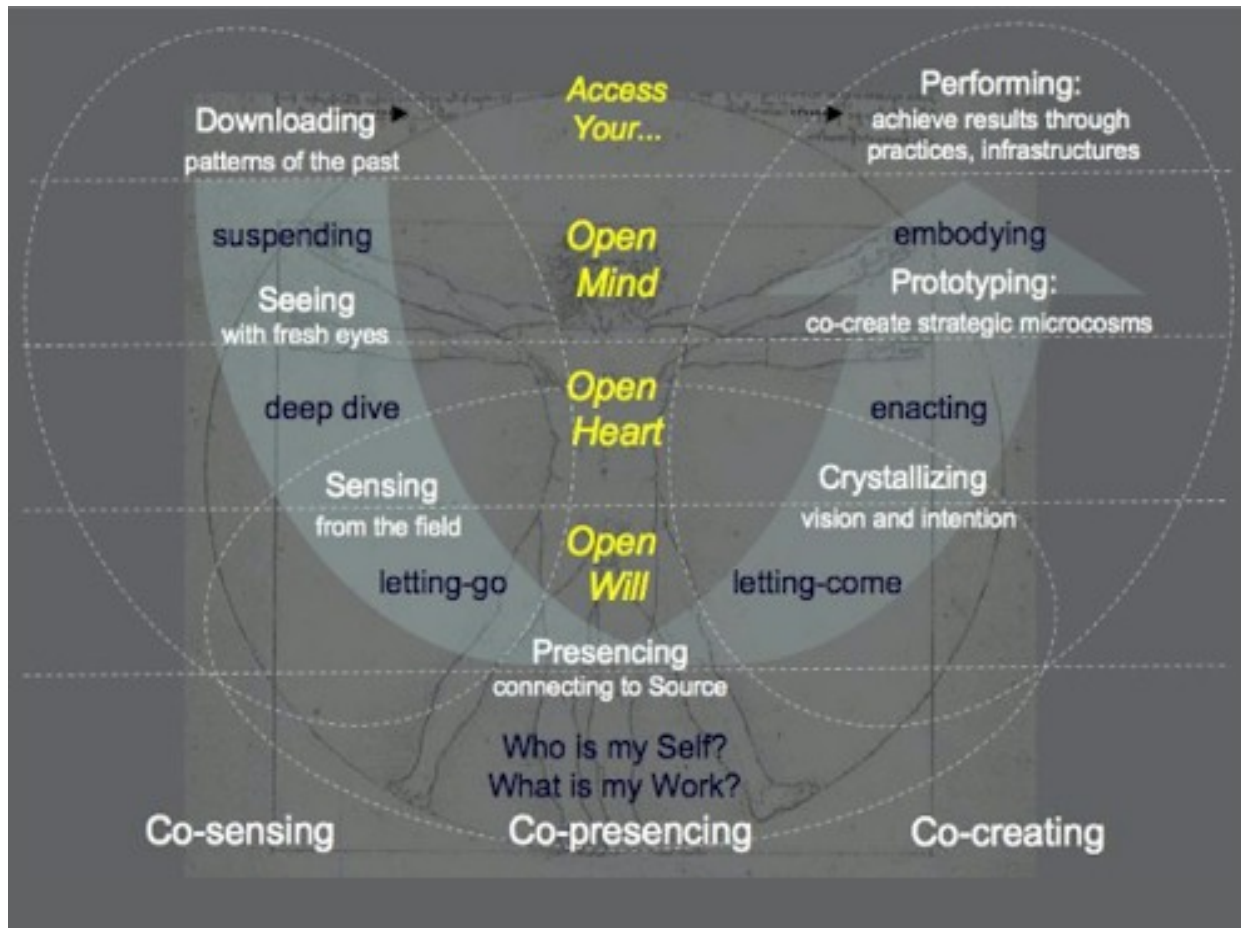 Access
Your...
Downloading
patterns of the past
Performing:
achieve results through
practices, infrastructures
suspending
Open
Mind
embodying
Seeing
with fresh eyes
Prototyping:
co-create strategic microcosms
deep dive
Open
Heart
enacting
Sensing
from the field
Crystallizing
vision and intention
letting-go
Open
Will
letting-come
Presencing
connecting to Source
Who is my Self?
What is my Work?
Co-sensing
Co-presencing
Co-creating